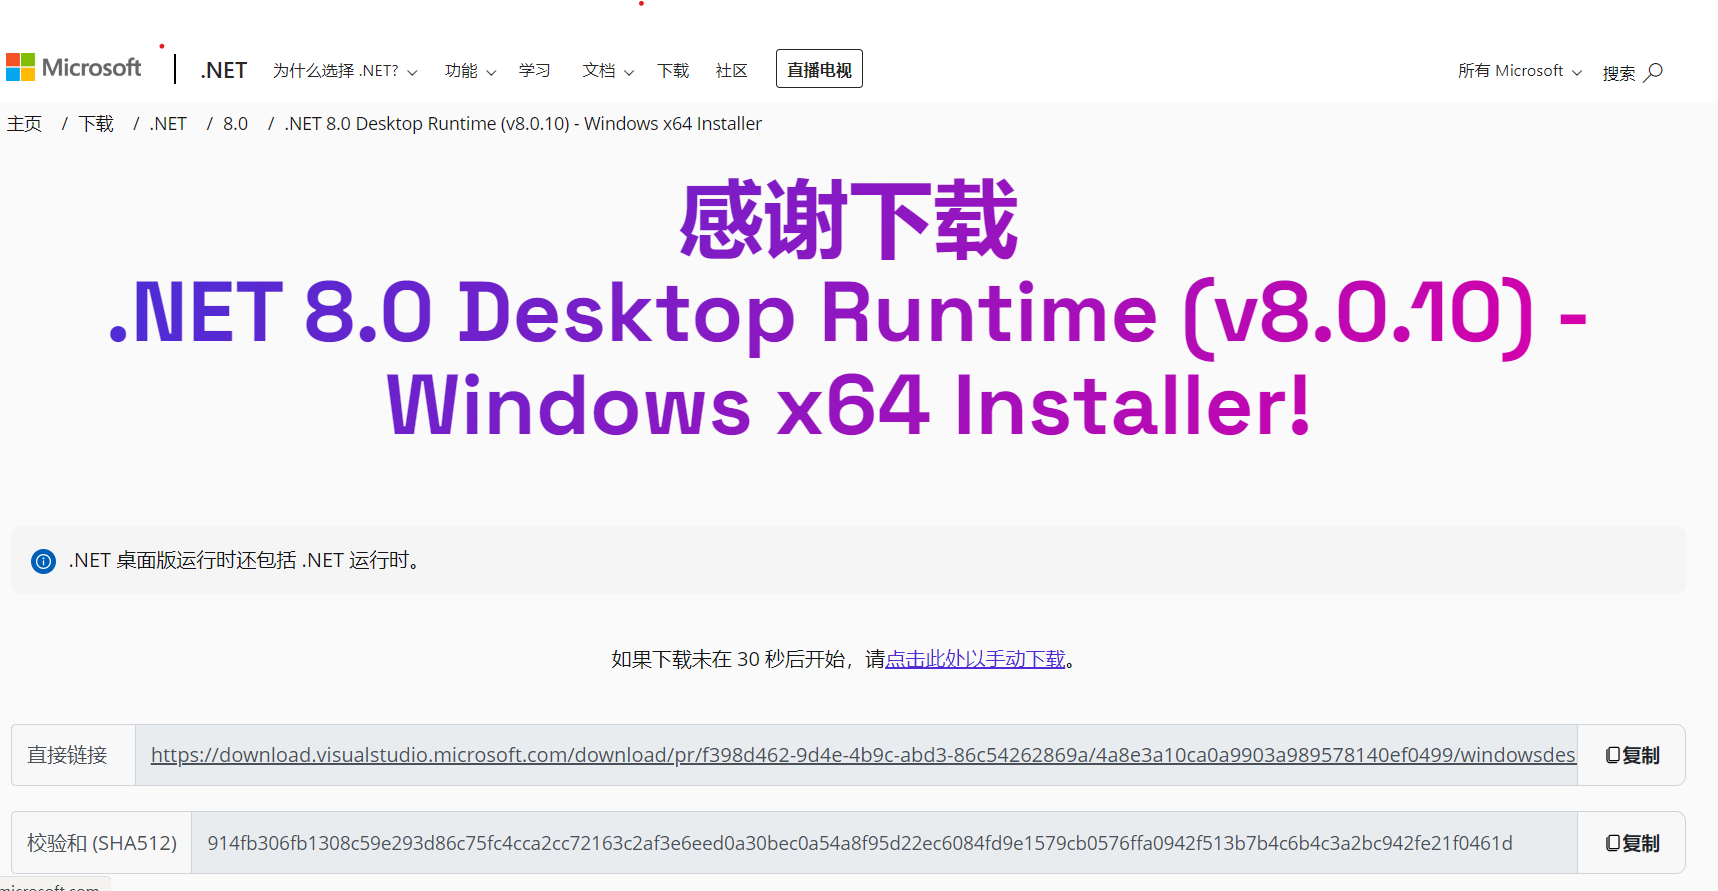 Microsoft .NET 为什么选择 .NET? 功能 学习 文档 下载 社区 直播电视 所有 Microsoft 搜索
主页 / 下载 / .NET / 8.0 / .NET 8.0 Desktop Runtime (v8.0.10) - Windows x64 Installer
感谢下载
.NET 8.0 Desktop Runtime (v8.0.10) -
Windows x64 Installer!
.NET 桌面版运行时还包括 .NET 运行时。
如果下载未在 30 秒后开始，请点击此处以手动下载。
直接链接 https://download.visualstudio.microsoft.com/download/pr/f398d462-9d4e-4b9c-abd3-86c54262869a/4a8e3a10ca0a9903a989578140ef0499/windowsdes 复制
校验和 (SHA512) 914fb306fb1308c59e293d86c75fc4cca2cc72163c2af3e6eed0a30bec0a54a8f95d22ec6084fd9e1579cb0576ffa0942f513b7b4c6b4c3a2bc942fe21f0461d 复制
microsoft.com